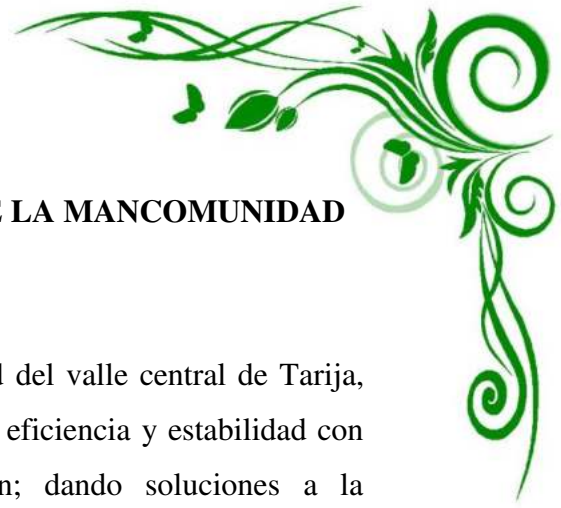 LA MANCOMUNIDAD
del valle central de Tarija,
eficiencia y estabilidad con
dando soluciones a la